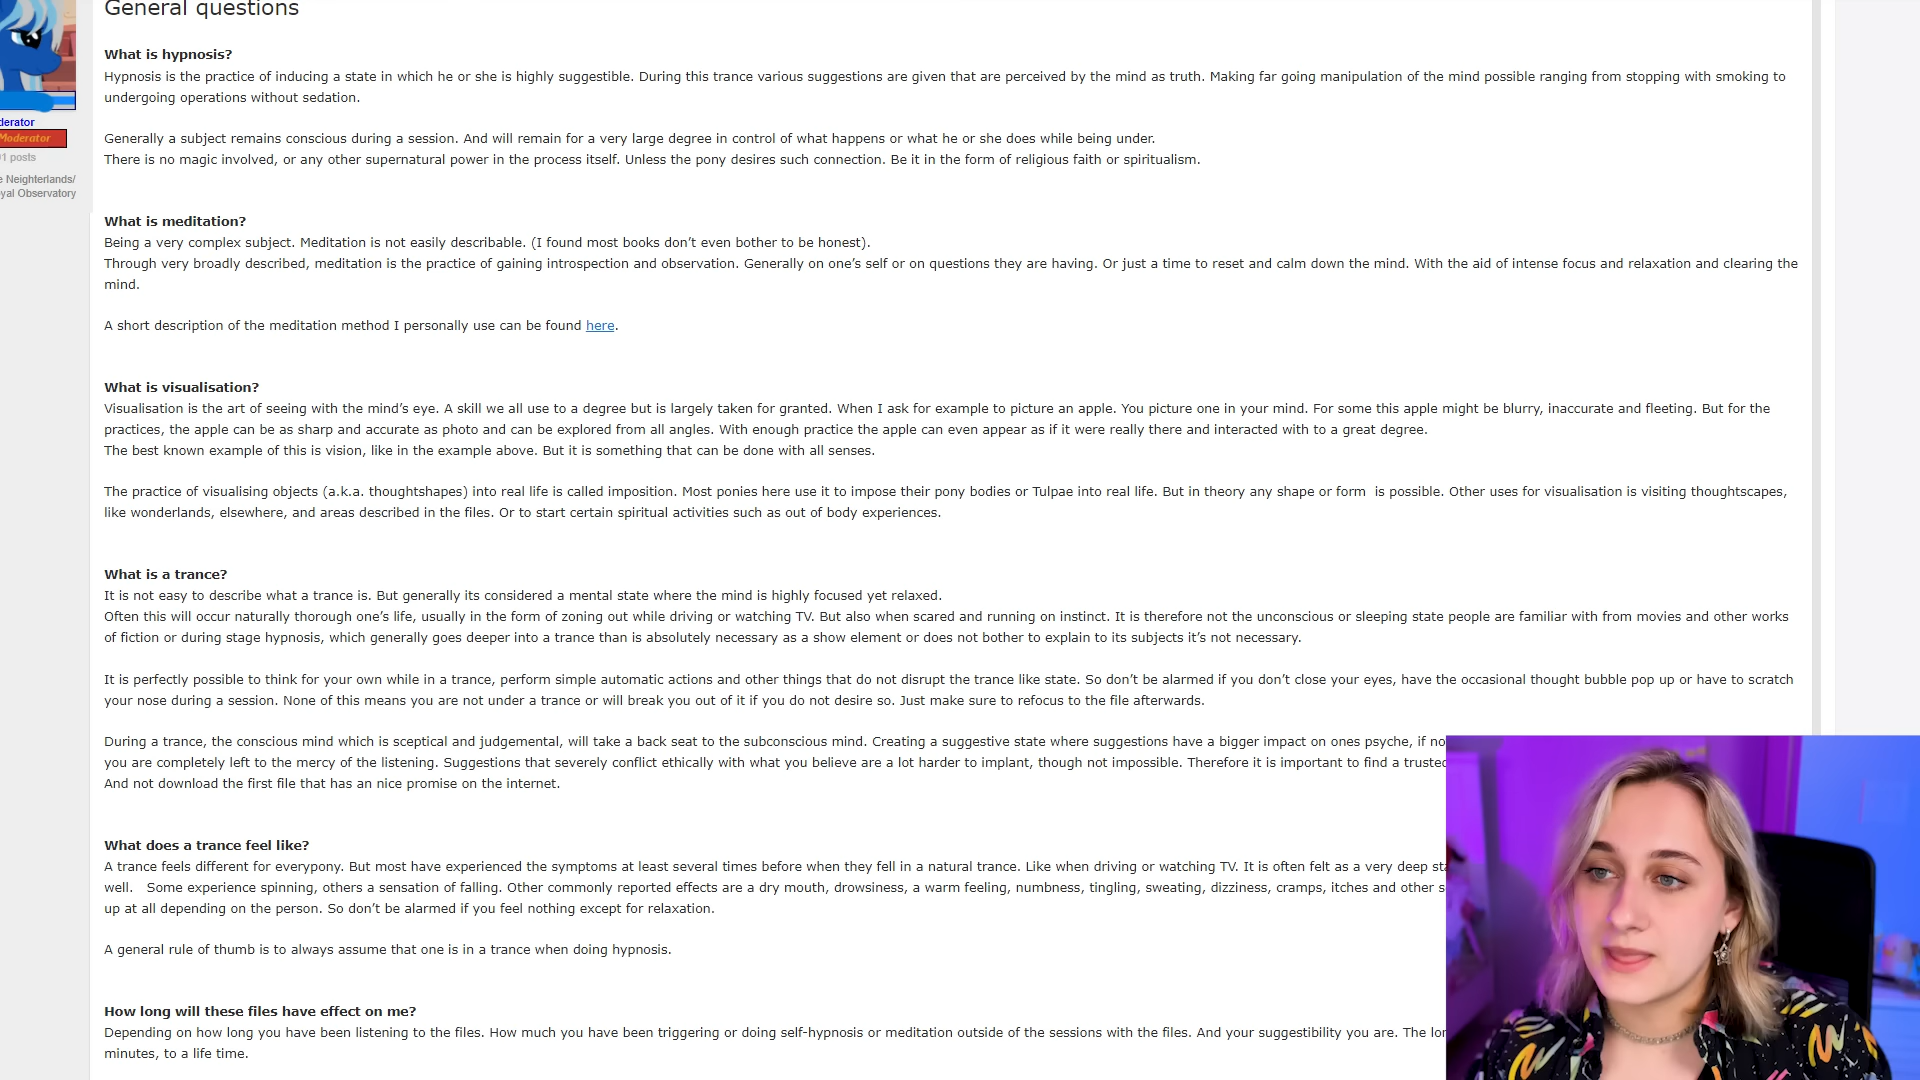 General questions
What is hypnosis?
Hypnosis is the practice of inducing a state in which he or she is highly suggestible. During this trance various suggestions are given that are perceived by the mind as truth. Making far going manipulation of the mind possible ranging from stopping with smoking to
undergoing operations without sedation.
derator
Moderator
1 posts
Generally a subject remains conscious during a session. And will remain for a very large degree in control of what happens or what he or she does while being under.
There is no magic involved, or any other supernatural power in the process itself. Unless the pony desires such connection. Be it in the form of religious faith or spiritualism.
e Neighterlands/
yal Observatory
What is meditation?
Being a very complex subject. Meditation is not easily describable. (I found most books don’t even bother to be honest).
Through very broadly described, meditation is the practice of gaining introspection and observation. Generally on one’s self or on questions they are having. Or just a time to reset and calm down the mind. With the aid of intense focus and relaxation and clearing the
mind.
A short description of the meditation method I personally use can be found here.
What is visualisation?
Visualisation is the art of seeing with the mind’s eye. A skill we all use to a degree but is largely taken for granted. When I ask for example to picture an apple. You picture one in your mind. For some this apple might be blurry, inaccurate and fleeting. But for the
practices, the apple can be as sharp and accurate as photo and can be explored from all angles. With enough practice the apple can even appear as if it were really there and interacted with to a great degree.
The best known example of this is vision, like in the example above. But it is something that can be done with all senses.
The practice of visualising objects (a.k.a. thoughtshapes) into real life is called imposition. Most ponies here use it to impose their pony bodies or Tulpae into real life. But in theory any shape or form  is possible. Other uses for visualisation is visiting thoughtscapes,
like wonderlands, elsewhere, and areas described in the files. Or to start certain spiritual activities such as out of body experiences.
What is a trance?
It is not easy to describe what a trance is. But generally its considered a mental state where the mind is highly focused yet relaxed.
Often this will occur naturally thorough one’s life, usually in the form of zoning out while driving or watching TV. But also when scared and running on instinct. It is therefore not the unconscious or sleeping state people are familiar with from movies and other works
of fiction or during stage hypnosis, which generally goes deeper into a trance than is absolutely necessary as a show element or does not bother to explain to its subjects it’s not necessary.
It is perfectly possible to think for your own while in a trance, perform simple automatic actions and other things that do not disrupt the trance like state. So don’t be alarmed if you don’t close your eyes, have the occasional thought bubble pop up or have to scratch
your nose during a session. None of this means you are not under a trance or will break you out of it if you do not desire so. Just make sure to refocus to the file afterwards.
During a trance, the conscious mind which is sceptical and judgemental, will take a back seat to the subconscious mind. Creating a suggestive state where suggestions have a bigger impact on ones psyche, if no
you are completely left to the mercy of the listening. Suggestions that severely conflict ethically with what you believe are a lot harder to implant, though not impossible. Therefore it is important to find a trusted
And not download the first file that has an nice promise on the internet.
What does a trance feel like?
A trance feels different for everypony. But most have experienced the symptoms at least several times before when they fell in a natural trance. Like when driving or watching TV. It is often felt as a very deep sta
well.   Some experience spinning, others a sensation of falling. Other commonly reported effects are a dry mouth, drowsiness, a warm feeling, numbness, tingling, sweating, dizziness, cramps, itches and other s
up at all depending on the person. So don’t be alarmed if you feel nothing except for relaxation.
A general rule of thumb is to always assume that one is in a trance when doing hypnosis.
How long will these files have effect on me?
Depending on how long you have been listening to the files. How much you have been triggering or doing self-hypnosis or meditation outside of the sessions with the files. And your suggestibility you are. The lon
minutes, to a life time.